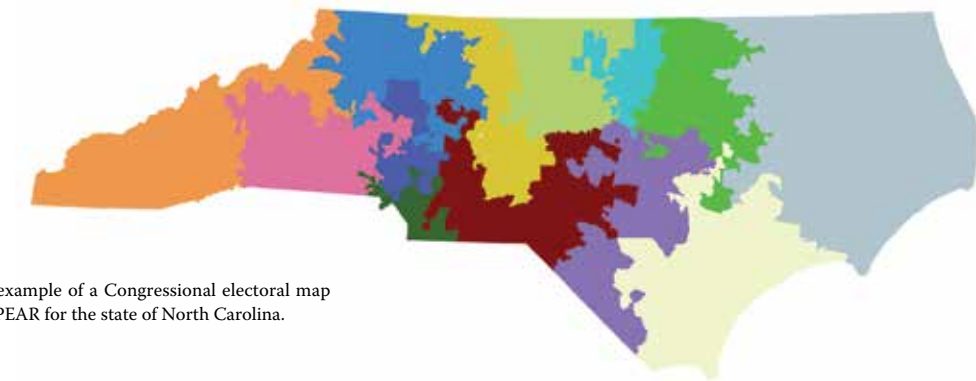 example of a Congressional electoral map
PEAR for the state of North Carolina.